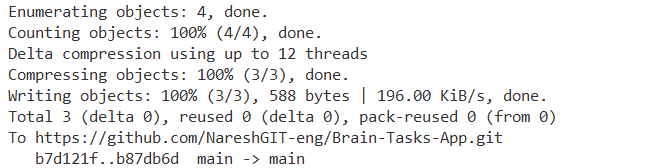 Enumerating objects: 4, done.
Counting objects: 100% (4/4), done.
Delta compression using up to 12 threads
Compressing objects: 100% (3/3), done.
Writing objects: 100% (3/3), 588 bytes | 196.00 KiB/s, done.
Total 3 (delta 0), reused 0 (delta 0), pack-reused 0 (from 0)
To https://github.com/NareshGIT-eng/Brain-Tasks-App.git
   b7d121f..b87db6d  main -> main